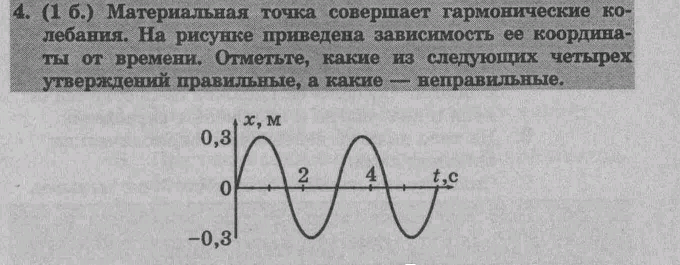 4. (1 б.) Материальная точка совершает гармонические ко-
лебания. На рисунке приведена зависимость ее координа-
ты от времени. Отметьте, какие из следующих четырех
утверждений правильные, а какие — неправильные.
x, м
0,3
0
2
4
t, с
−0,3